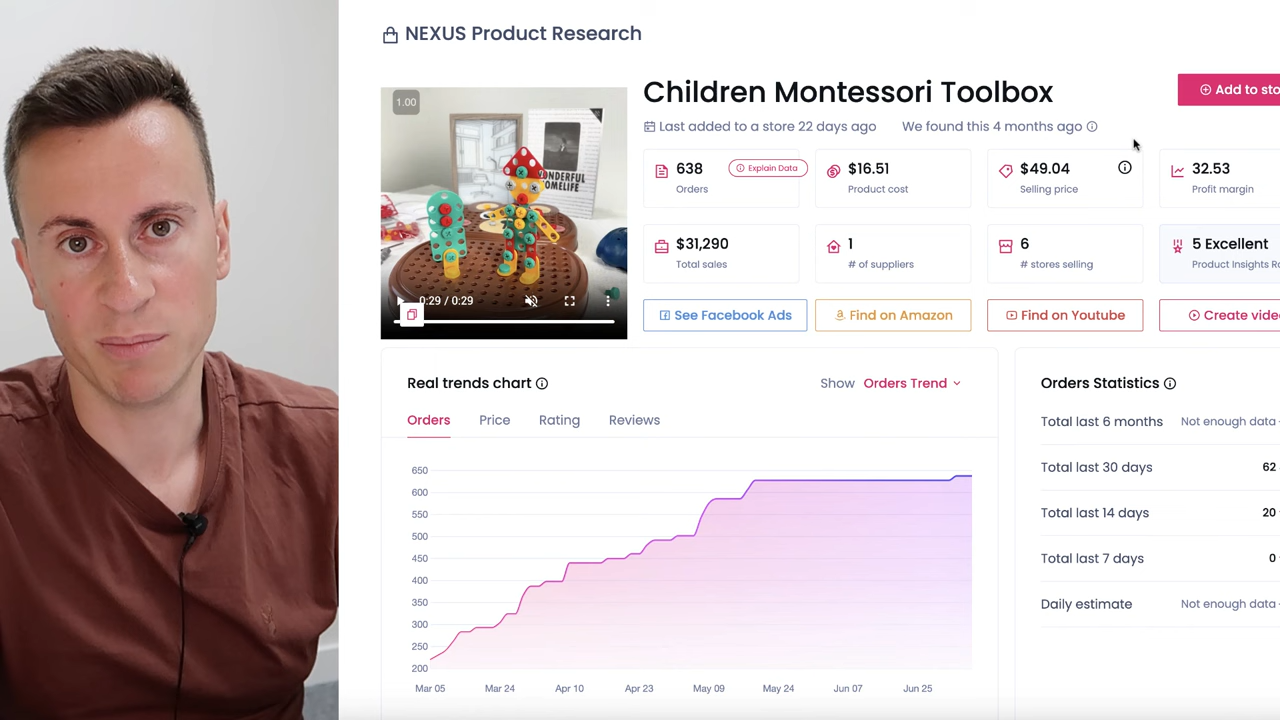 NEXUS Product Research
1.00
WONDERFUL
HOMELIFE
0:29 / 0:29
Children Montessori Toolbox
Add to sto
Last added to a store 22 days ago
We found this 4 months ago
638
Orders
Explain Data
$16.51
Product cost
$49.04
Selling price
32.53
Profit margin
$31,290
Total sales
1
# of suppliers
6
# stores selling
5 Excellent
Product Insights Ra
See Facebook Ads
Find on Amazon
Find on Youtube
Create vide
Real trends chart
Show Orders Trend
Orders Price Rating Reviews
650
600
550
500
450
400
350
300
250
200
Mar 05 Mar 24 Apr 10 Apr 23 May 09 May 24 Jun 07 Jun 25
Orders Statistics
Total last 6 months Not enough data
Total last 30 days 62
Total last 14 days 20
Total last 7 days 0
Daily estimate Not enough data